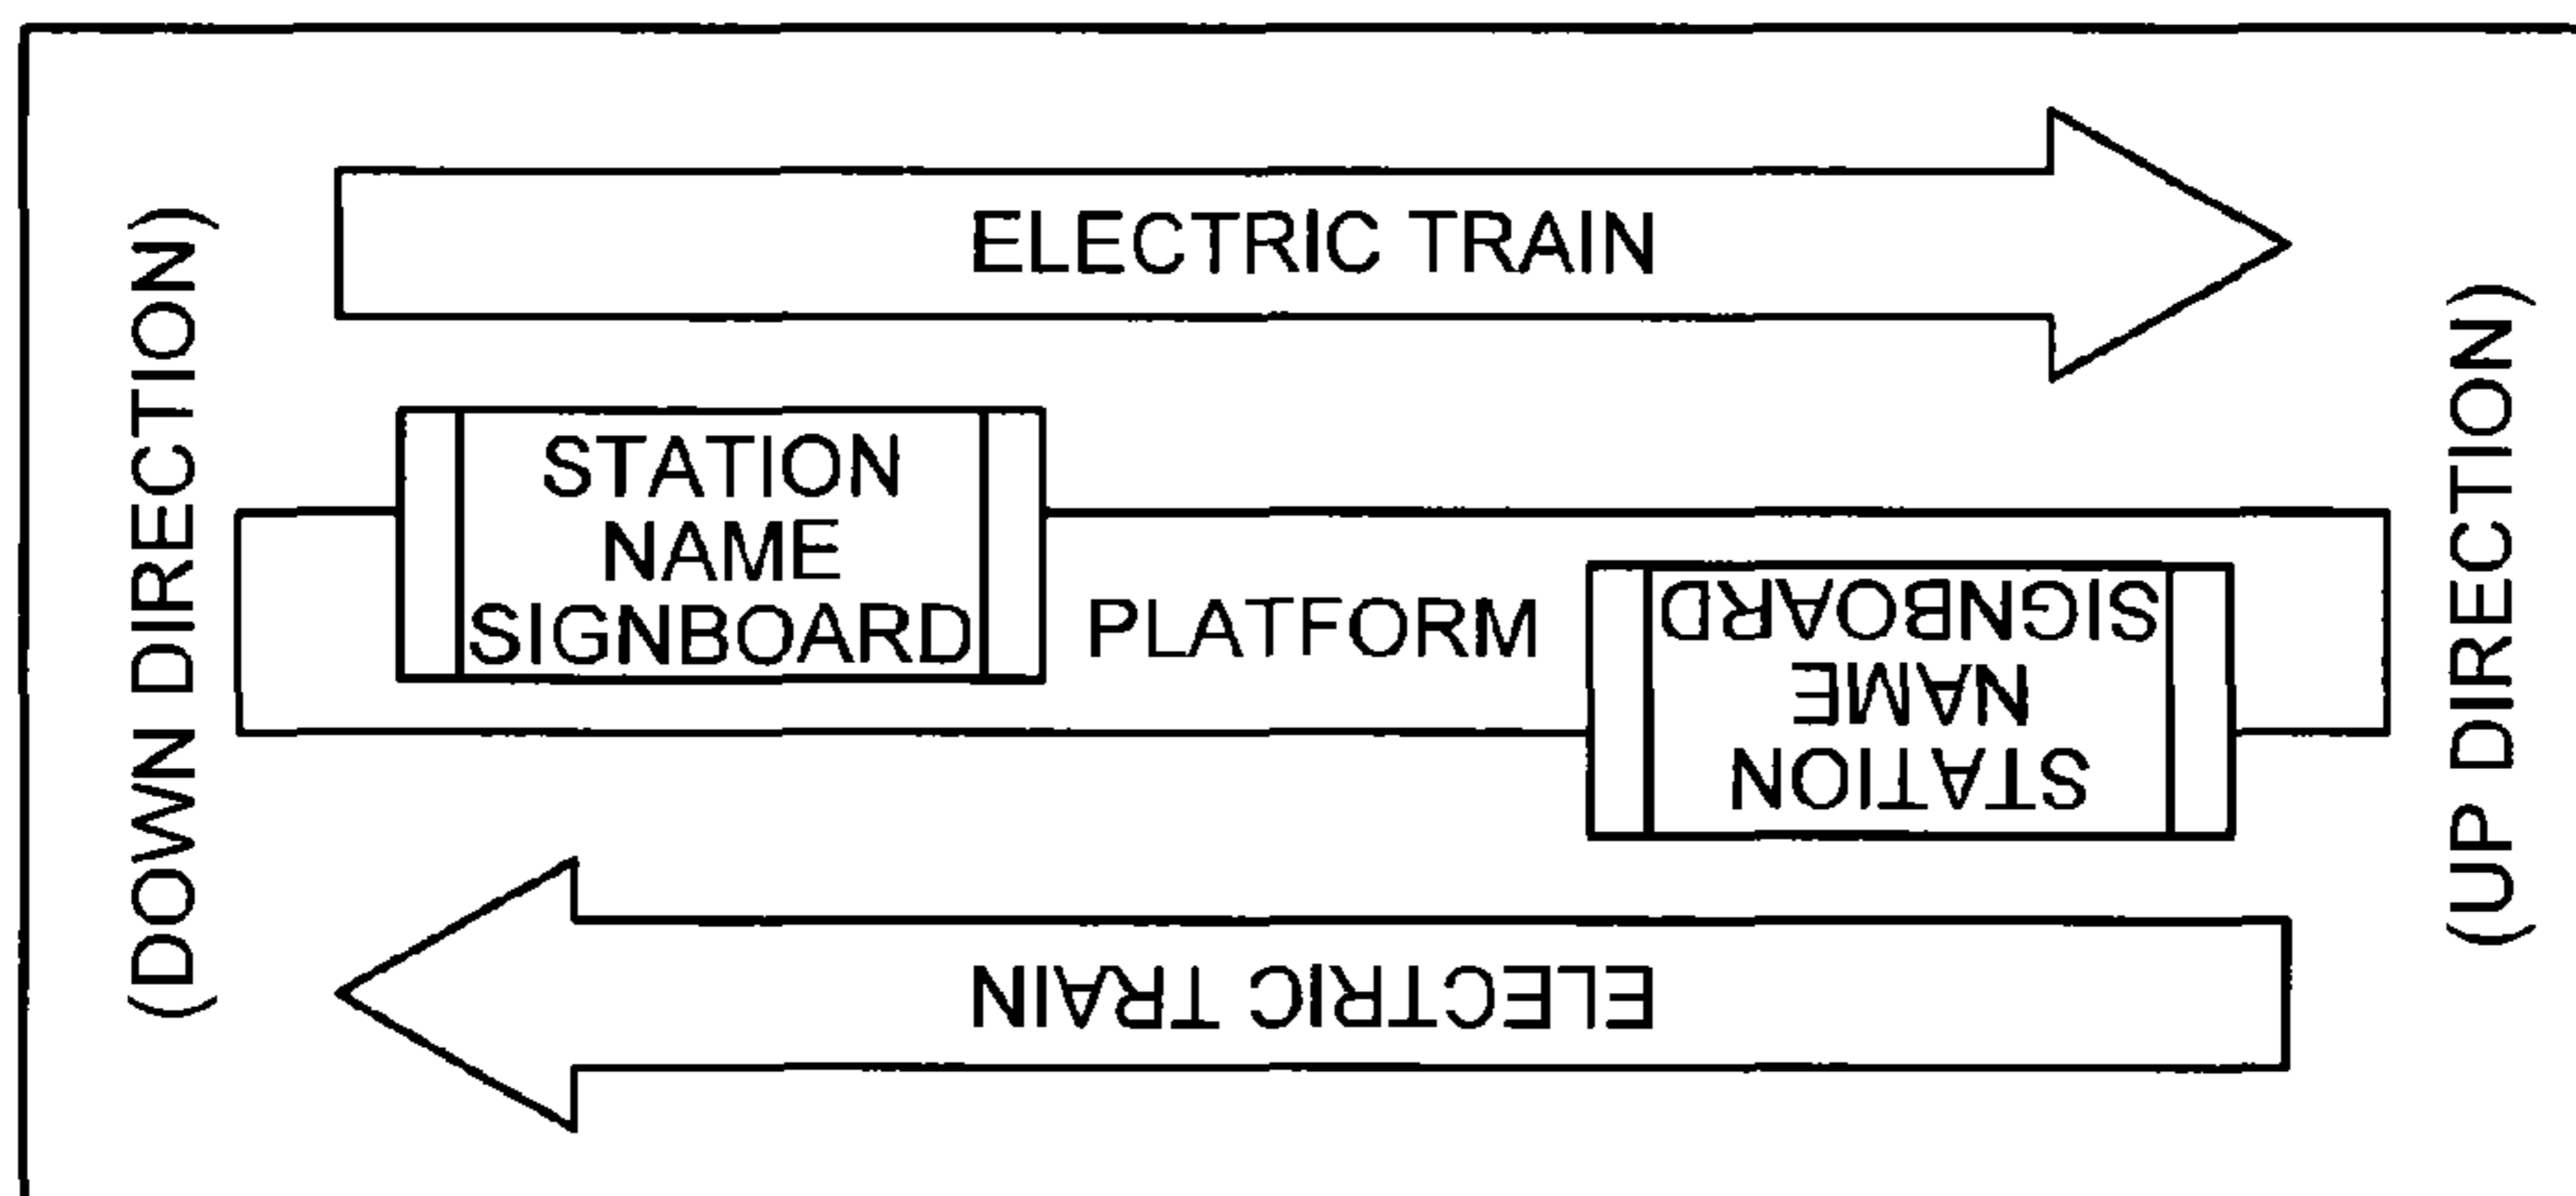 ELECTRIC TRAIN
(DOWN DIRECTION)
STATION
NAME
SIGNBOARD
PLATFORM
STATION
NAME
SIGNBOARD
(UP DIRECTION)
ELECTRIC TRAIN